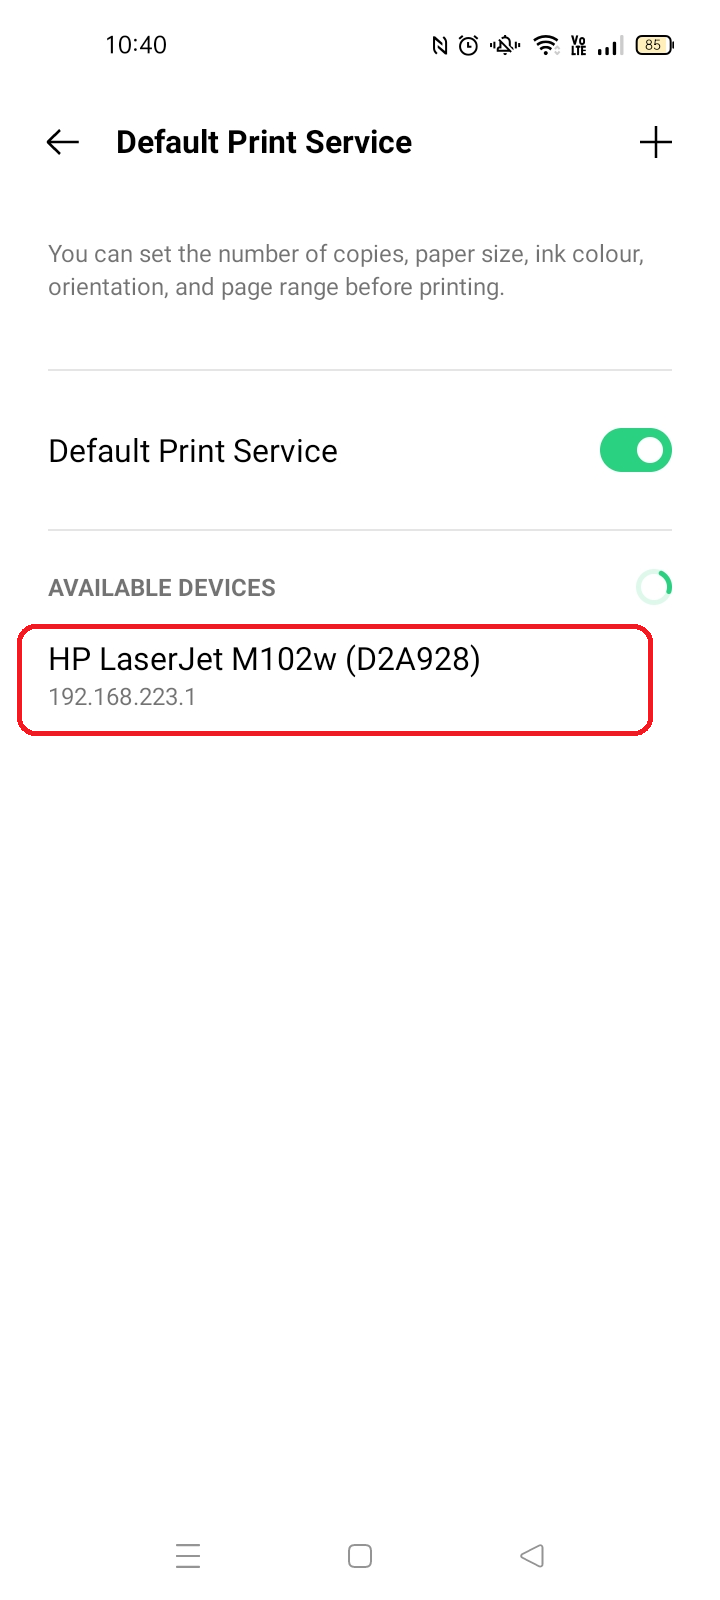 10:40
VO
LTE
85
Default Print Service
You can set the number of copies, paper size, ink colour,
orientation, and page range before printing.
Default Print Service
AVAILABLE DEVICES
HP LaserJet M102w (D2A928)
192.168.223.1